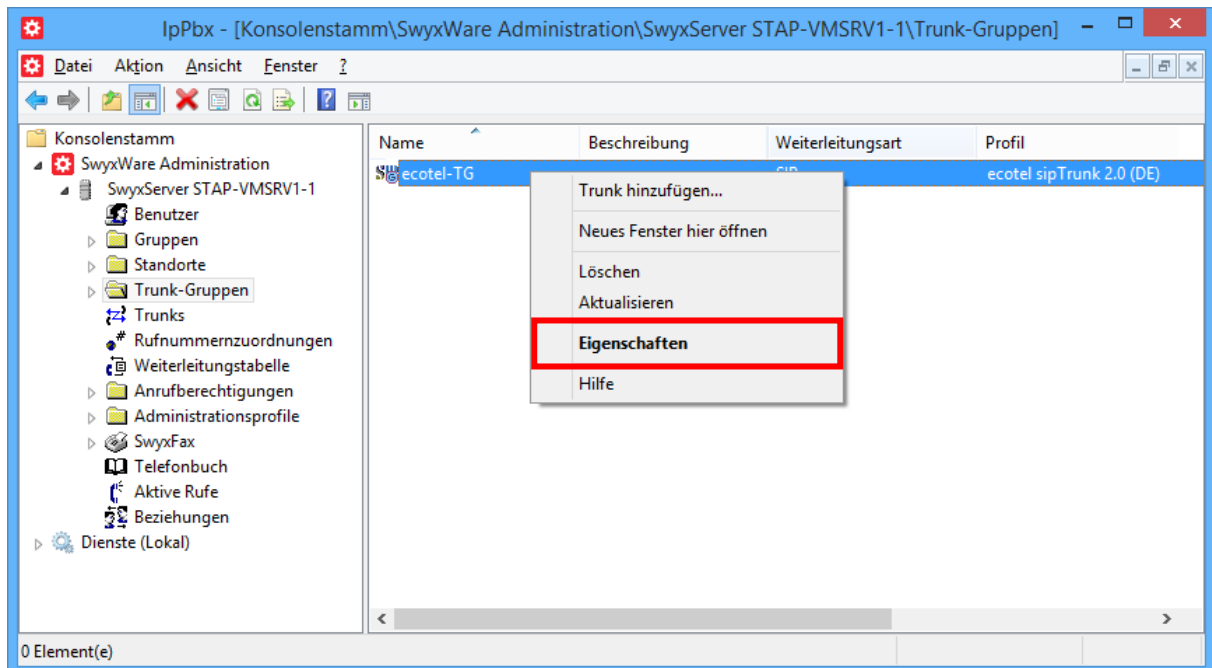 IpPbx - [Konsolenstamm\SwyxWare Administration\SwyxServer STAP-VMSRV1-1\Trunk-Gruppen]
Datei Aktion Ansicht Fenster ?
Konsolenstamm
SwyxWare Administration
SwyxServer STAP-VMSRV1-1
Benutzer
Gruppen
Standorte
Trunk-Gruppen
Trunks
Rufnummernzuordnungen
Weiterleitungstabelle
Anrufberechtigungen
Administrationsprofile
SwyxFax
Telefonbuch
Aktive Rufe
Beziehungen
Dienste (Lokal)
Name Beschreibung Weiterleitungsart Profil
ecotel-TG SIP ecotel sipTrunk 2.0 (DE)
Trunk hinzufügen...
Neues Fenster hier öffnen
Löschen
Aktualisieren
Eigenschaften
Hilfe
0 Element(e)